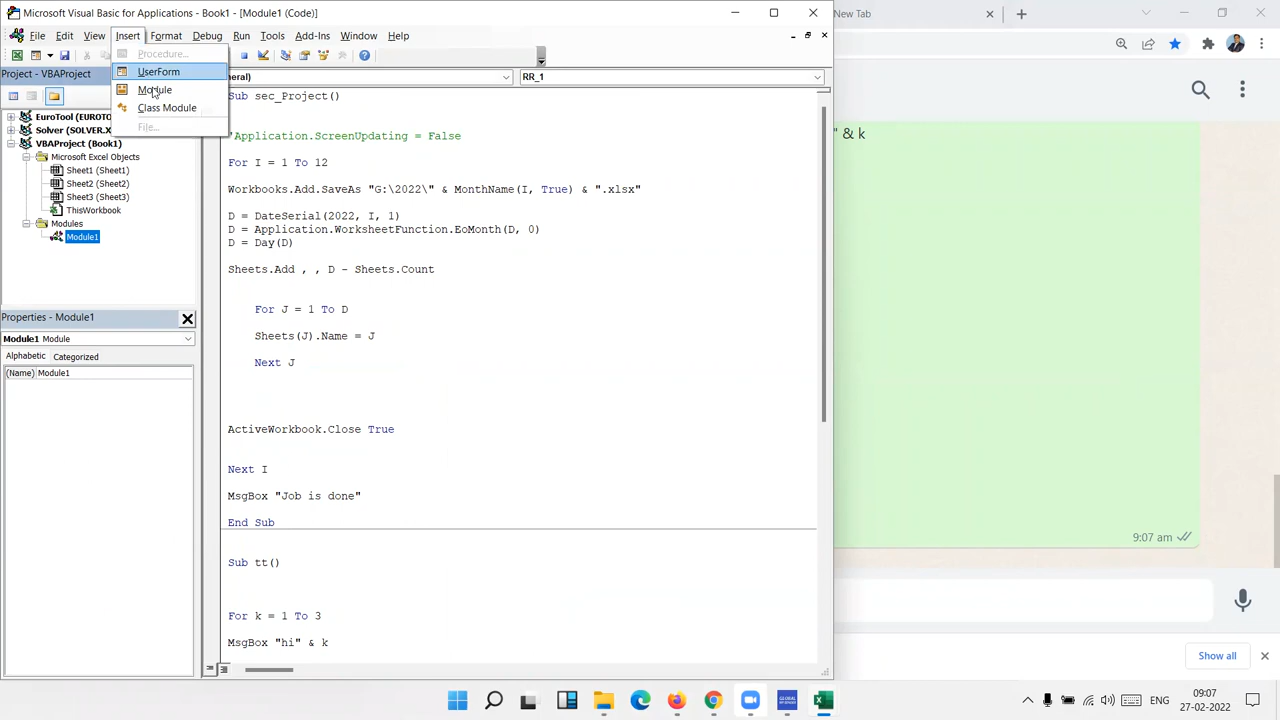 Microsoft Visual Basic for Applications - Book1 - [Module1 (Code)]
New Tab
File Edit View Insert Format Debug Run Tools Add-Ins Window Help
Procedure...
UserForm
Module
Class Module
File...
Project - VBAProject
eneral)
RR_1
EuroTool (EUROTO
Solver (SOLVER.X
VBAProject (Book1)
Microsoft Excel Objects
Sheet1 (Sheet1)
Sheet2 (Sheet2)
Sheet3 (Sheet3)
ThisWorkbook
Modules
Module1
Properties - Module1
Module1 Module
Alphabetic Categorized
(Name) Module1
Sub sec_Project()
'Application.ScreenUpdating = False
For I = 1 To 12
Workbooks.Add.SaveAs "G:\2022\" & MonthName(I, True) & ".xlsx"
D = DateSerial(2022, I, 1)
D = Application.WorksheetFunction.EoMonth(D, 0)
D = Day(D)
Sheets.Add , , D - Sheets.Count
For J = 1 To D
Sheets(J).Name = J
Next J
ActiveWorkbook.Close True
Next I
MsgBox "Job is done"
End Sub
Sub tt()
For k = 1 To 3
MsgBox "hi" & k
" & k
9:07 am
Show all
ENG
09:07
27-02-2022